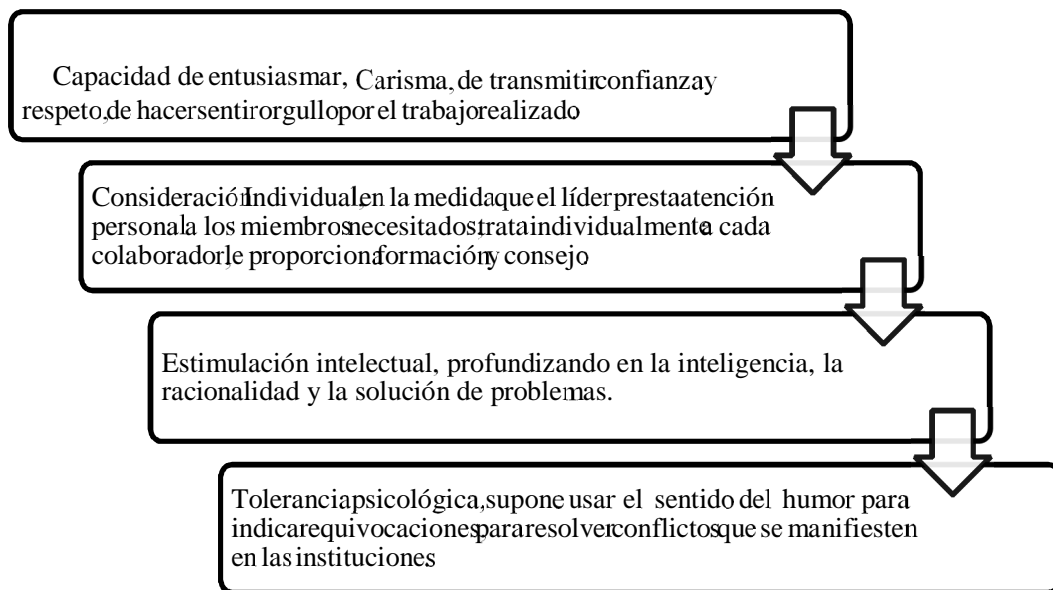 Capacidad de entusiasmar, Carisma, de transmitir confianza y
respeto, de hacer sentir orgullo por el trabajo realizado.
Consideración Individual, en la medida que el líder presta atención
personal a los miembros necesitados, trata individualmente a cada
colaborador, le proporciona formación y consejo.
Estimulación intelectual, profundizando en la inteligencia, la
racionalidad y la solución de problemas.
Tolerancia psicológica, supone usar el sentido del humor para
indicar equivocaciones, para resolver conflictos que se manifiesten
en las instituciones